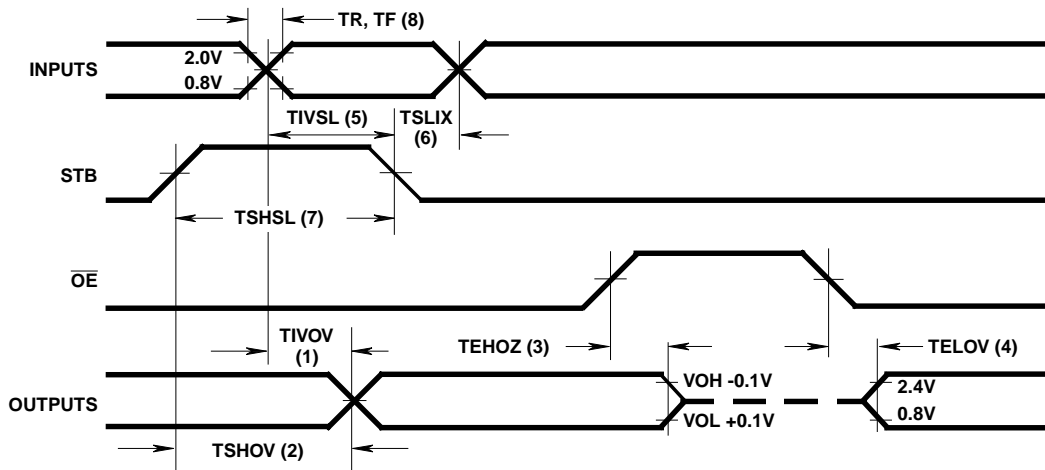 TR, TF (8)
INPUTS
2.0V
0.8V
TIVSL (5)
TSLIX
(6)
STB
TSHSL (7)
OE
TIVOV
(1)
TEHOZ (3)
TELOV (4)
OUTPUTS
VOH -0.1V
VOL +0.1V
2.4V
0.8V
TSHOV (2)